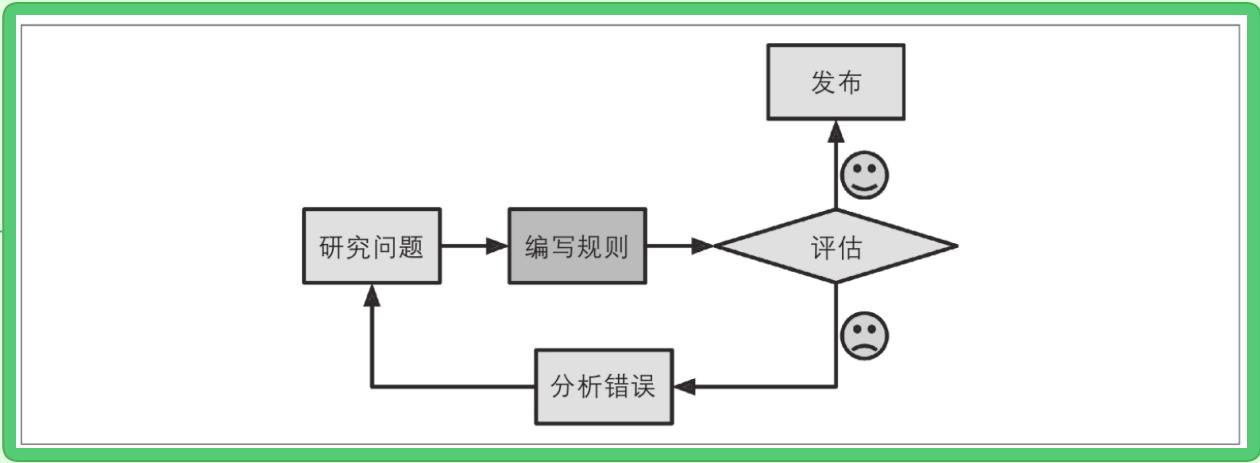 发布
研究问题
编写规则
评估
分析错误